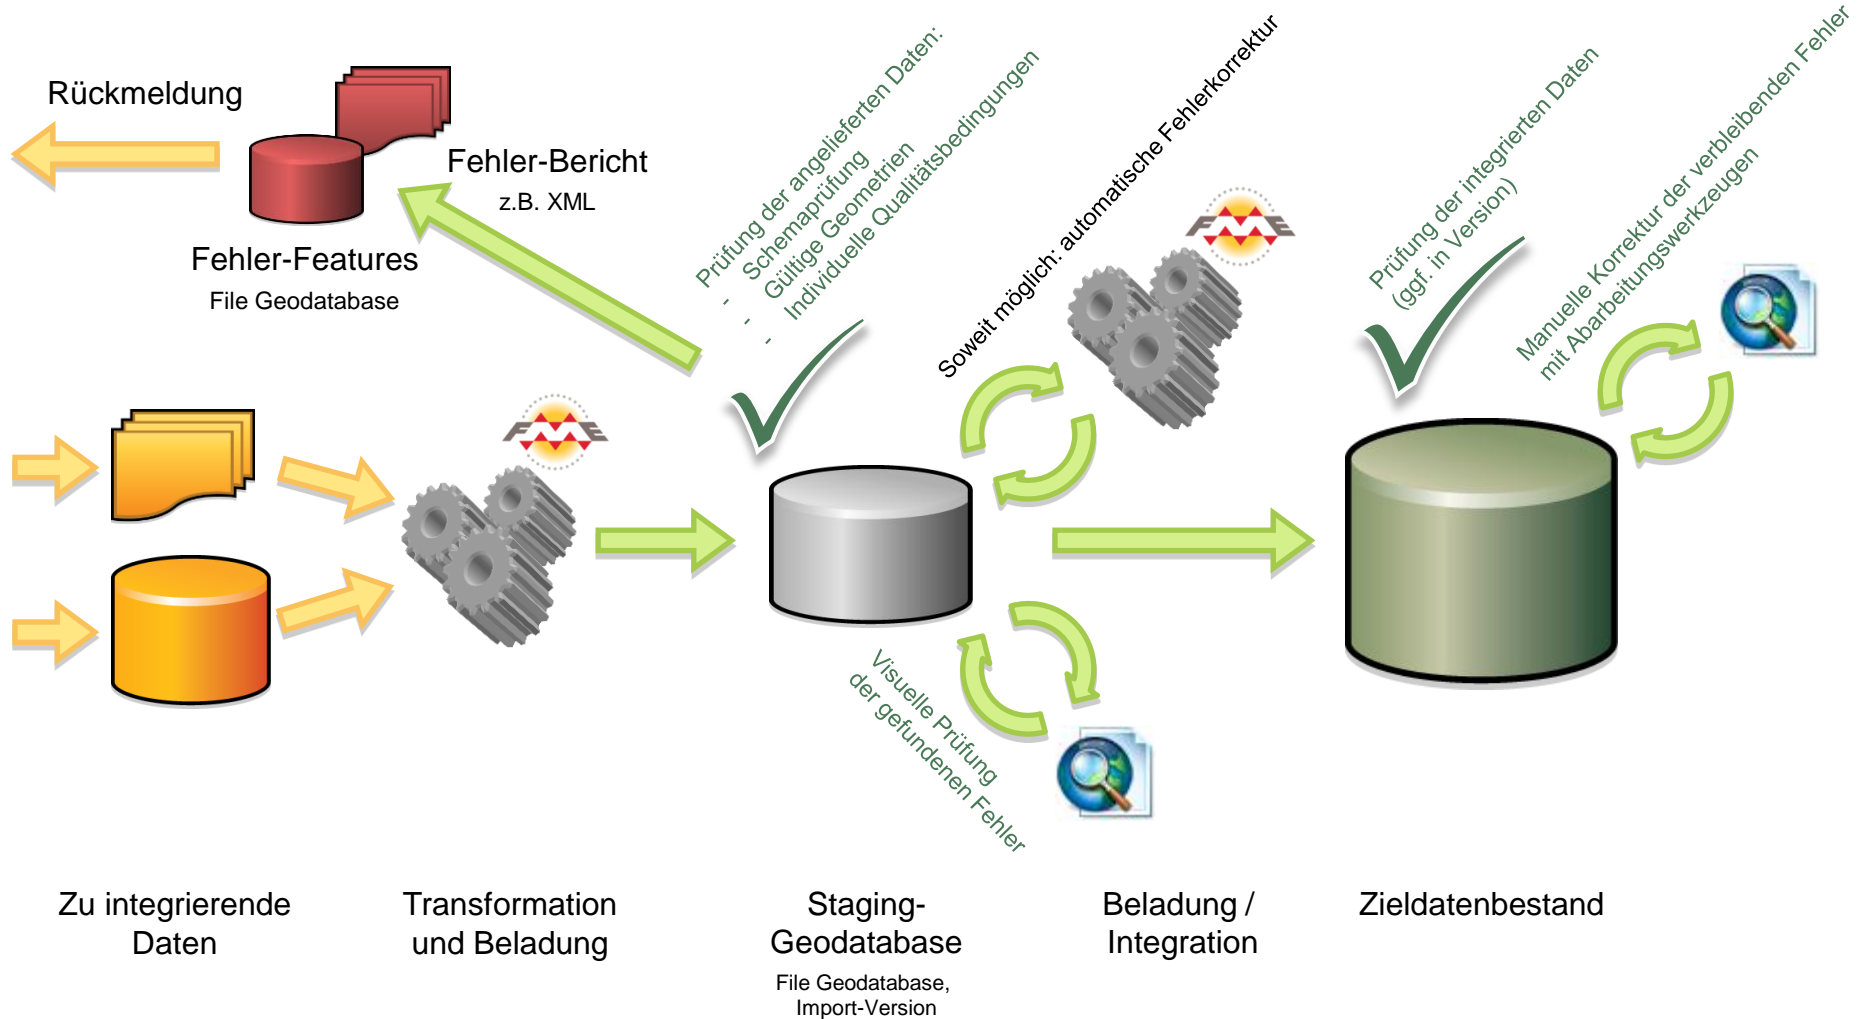 Rückmeldung
Fehler-Bericht
z.B. XML
Fehler-Features
File Geodatabase
Prüfung der angelieferten Daten:
- Schemaprüfung
- Gültige Geometrien
- Individuelle Qualitätsbedingungen
Soweit möglich: automatische Fehlerkorrektur
FME
Prüfung der integrierten Daten
(ggf. in Version)
Manuelle Korrektur der verbleibenden Fehler
mit Abarbeitungswerkzeugen
FME
Visuelle Prüfung
der gefundenen Fehler
Zu integrierende
Daten
Transformation
und Beladung
Staging-
Geodatabase
File Geodatabase,
Import-Version
Beladung /
Integration
Zieldatenbestand